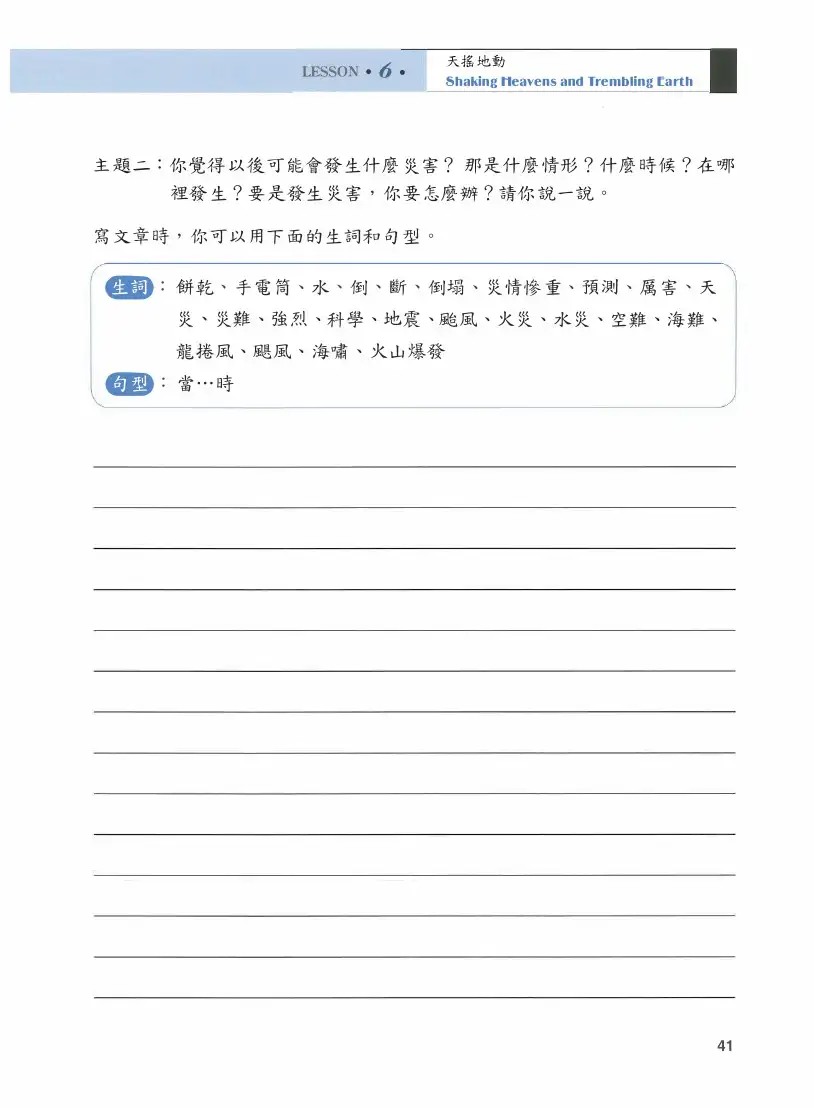 LESSON • 6 •
天搖地動
Shaking Heavens and Trembling Earth
主題二：你覺得以後可能會發生什麼災害？那是什麼情形？什麼時候？在哪
裡發生？要是發生災害，你要怎麼辦？請你說一說。
寫文章時，你可以用下面的生詞和句型。
生詞：餅乾、手電筒、水、倒、斷、倒塌、災情慘重、預測、厲害、天
災、災難、強烈、科學、地震、颱風、火災、水災、空難、海難、
龍捲風、颶風、海嘯、火山爆發
句型：當…時
41